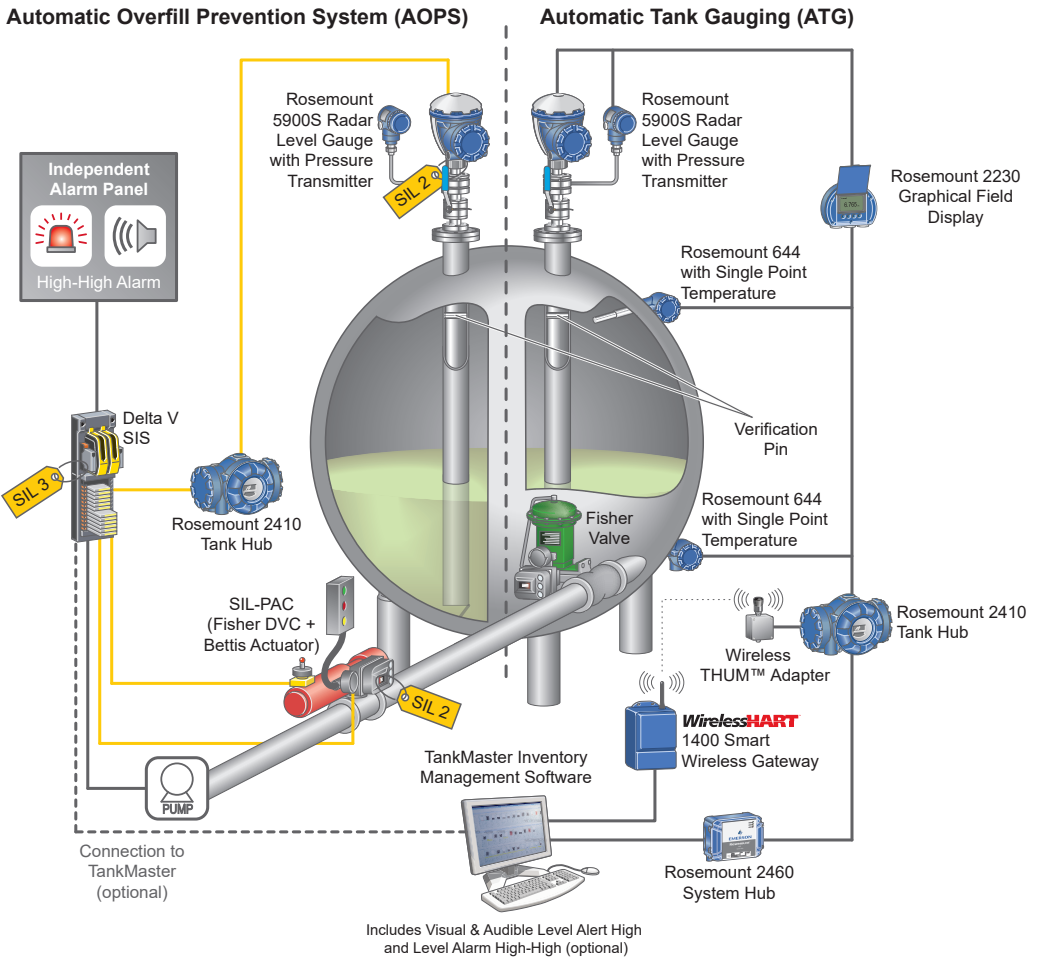 Automatic Overfill Prevention System (AOPS)
Automatic Tank Gauging (ATG)
Rosemount
5900S Radar
Level Gauge
with Pressure
Transmitter
SIL 2
Rosemount
5900S Radar
Level Gauge
with Pressure
Transmitter
Rosemount 2230
Graphical Field
Display
Independent
Alarm Panel
High-High Alarm
Rosemount 644
with Single Point
Temperature
Verification
Pin
Delta V
SIS
SIL 3
Rosemount 2410
Tank Hub
Fisher
Valve
Rosemount 644
with Single Point
Temperature
SIL-PAC
(Fisher DVC +
Bettis Actuator)
SIL 2
Rosemount 2410
Tank Hub
Wireless
THUM™ Adapter
WirelessHART
1400 Smart
Wireless Gateway
PUMP
TankMaster Inventory
Management Software
Connection to
TankMaster
(optional)
EMERSON
Rosemount 2460
System Hub
Includes Visual & Audible Level Alert High
and Level Alarm High-High (optional)